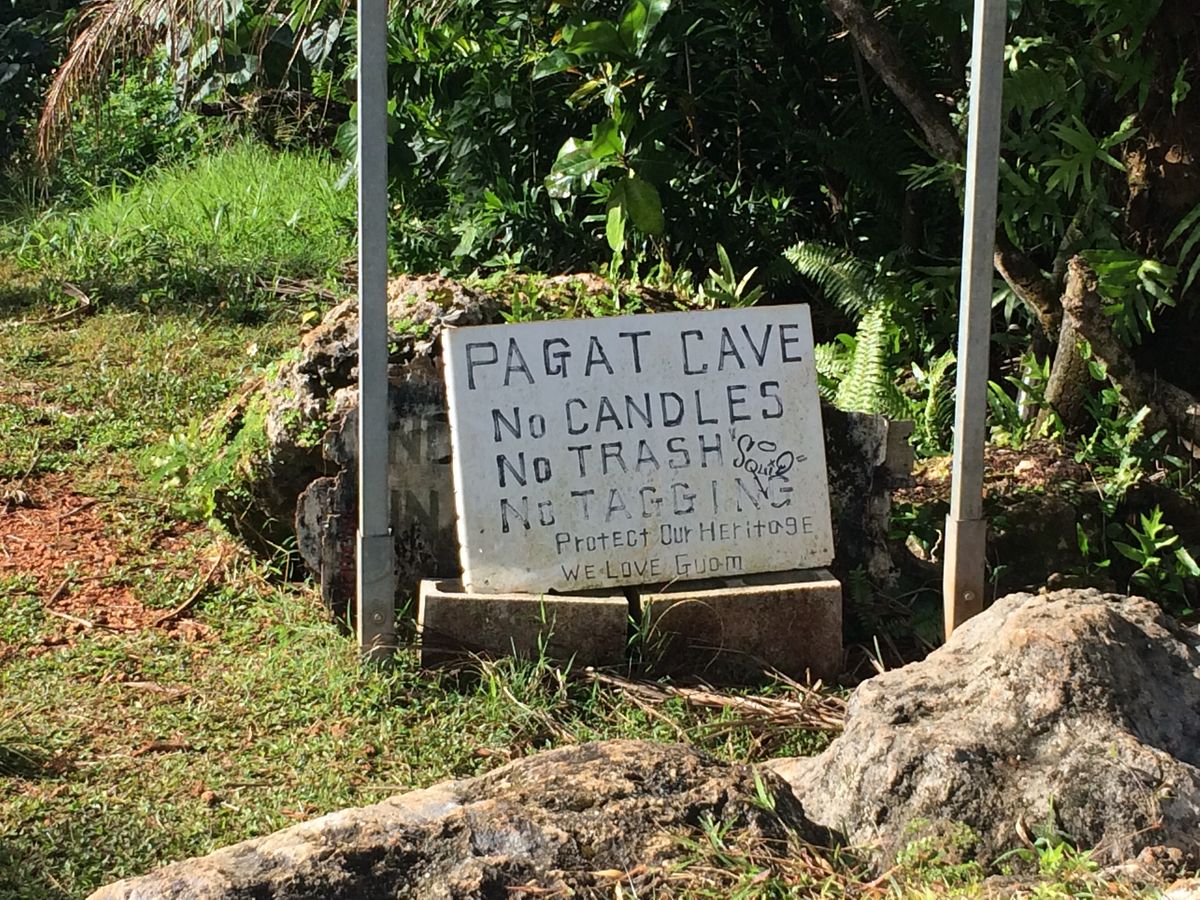 PAGAT CAVE
No CANDLES
No TRASH
No TAGGING
Protect Our Heritage
WE LOVE Guam